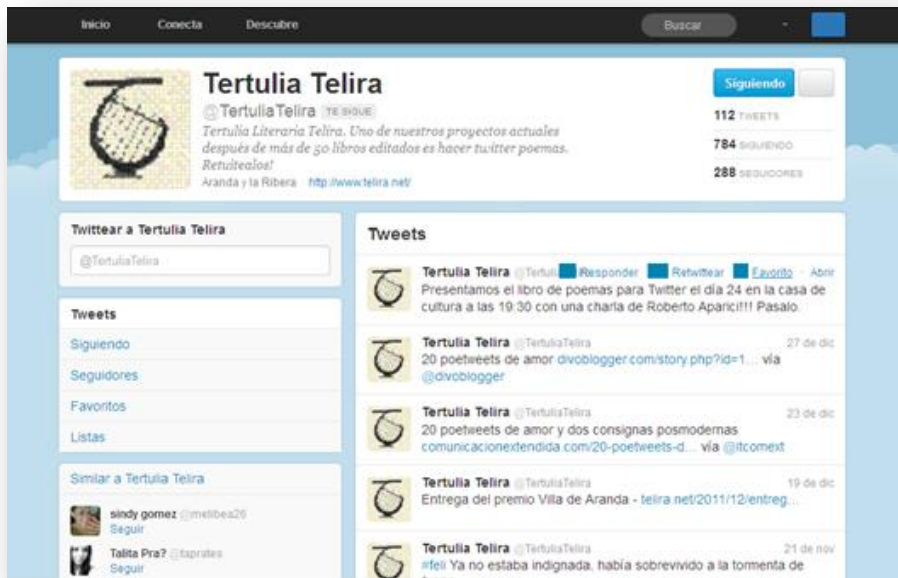 Inicio Conecta Descubre Buscar
Tertulia Telira
@TertuliaTelira TE SIGUE
Tertulia Literaria Telira. Uno de nuestros proyectos actuales
después de más de 50 libros editados es hacer twitter poemas.
Retuitealos!
Aranda y la Ribera http://www.telira.net/
Siguiendo
112 TWEETS
784 SIGUIENDO
288 SEGUIDORES
Twittear a Tertulia Telira
@TertuliaTelira
Tweets
Siguiendo
Seguidores
Favoritos
Listas
Similar a Tertulia Telira
sindy gomez @melibea26
Seguir
Talita Pra? @taprates
Seguir
Tweets
Tertulia Telira Responder Retwittear Favorito · Abrir
Presentamos el libro de poemas para Twitter el día 24 en la casa de
cultura a las 19:30 con una charla de Roberto Aparici!!! Pasalo.
Tertulia Telira @TertuliaTelira 27 de dic
20 poetweets de amor divoblogger.com/story.php?id=1... vía
@divoblogger
Tertulia Telira @TertuliaTelira 23 de dic
20 poetweets de amor y dos consignas posmodernas
comunicacionextendida.com/20-poetweets-d... vía @itcomext
Tertulia Telira @TertuliaTelira 19 de dic
Entrega del premio Villa de Aranda - telira.net/2011/12/entreg...
Tertulia Telira @TertuliaTelira 21 de nov
#feli Ya no estaba indignada, había sobrevivido a la tormenta de